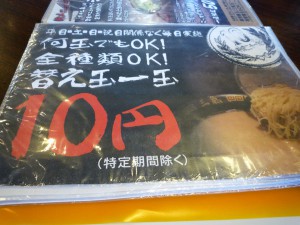 平日・土・日・祝日関係なく毎日実施
何玉でもOK!
全種類OK!
替え玉一玉
10円
(特定期間除く)